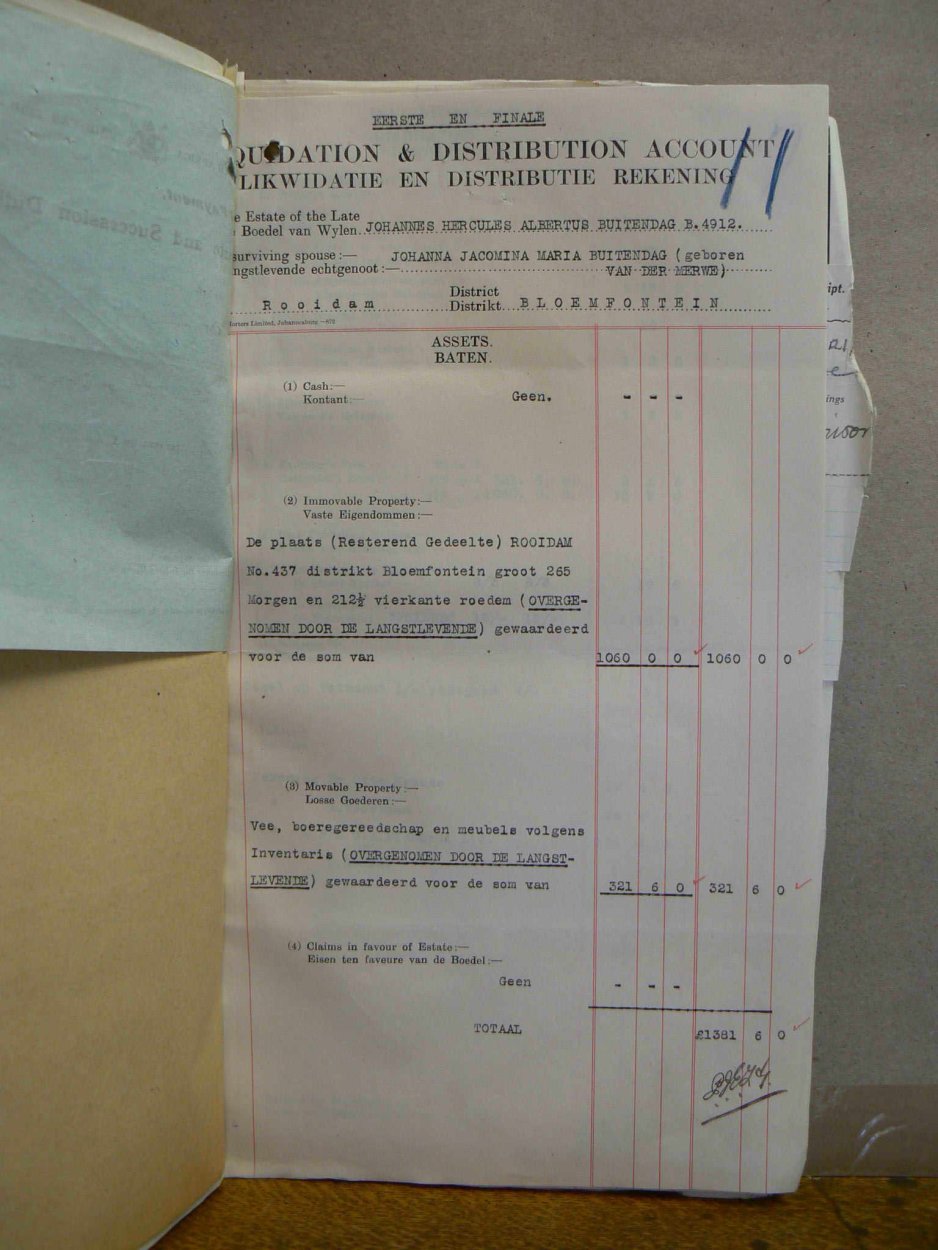 EERSTE EN FINALE
QUIDATION & DISTRIBUTION ACCOUNT
LIKWIDATIE EN DISTRIBUTIE REKENING
e Estate of the Late
Boedel van Wylen JOHANNES HERCULES ALBERTUS BUITENDAG B.4912.
surviving spouse:— JOHANNA JACOMINA MARIA BUITENDAG (geboren
ngstlevende echtgenoot:— VAN DER MERWE)
District
Rooidam Distrikt BLOEMFONTEIN
Horters Limited, Johannesburg.—872
ASSETS.
BATEN.
(1) Cash:—
Kontant:— Geen. - - -
(2) Immovable Property:—
Vaste Eigendommen:—
De plaats (Resterend Gedeelte) ROOIDAM
No.437 distrikt Bloemfontein groot 265
Morgen en 212½ vierkante roedem (OVERGE-
NOMEN DOOR DE LANGSTLEVENDE) gewaardeerd
voor de som van 1060 0 0 1060 0 0
(3) Movable Property:—
Losse Goederen:—
Vee, boeregereedschap en meubels volgens
Inventaris (OVERGENOMEN DOOR DE LANGST-
LEVENDE) gewaardeerd voor de som van 321 6 0 321 6 0
(4) Claims in favour of Estate:—
Eisen ten faveure van de Boedel:—
Geen - - -
TOTAAL £1381 6 0
ipt.
ings